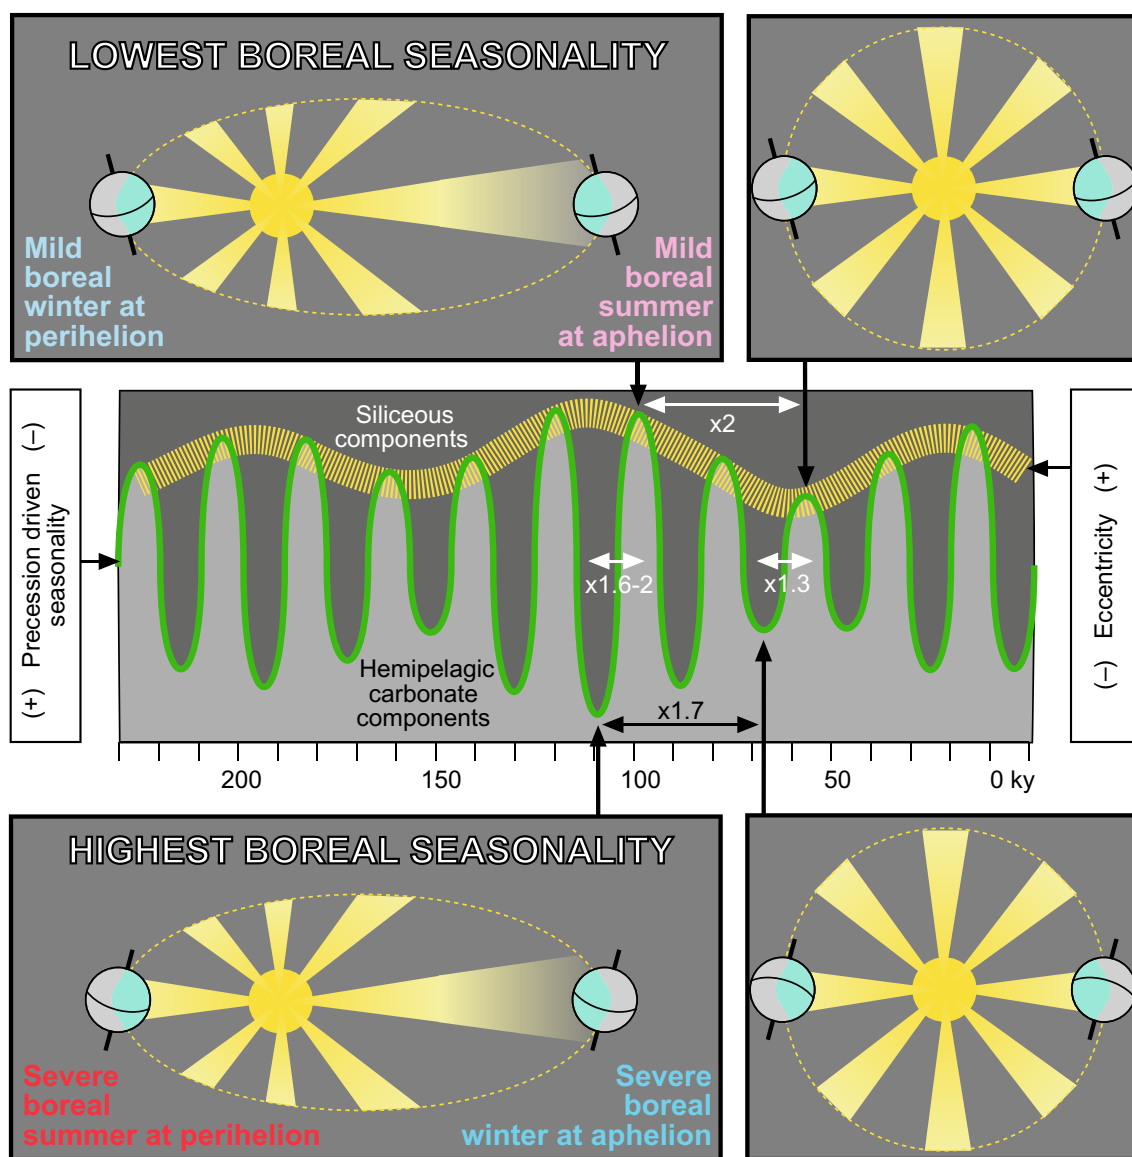 LOWEST BOREAL SEASONALITY
Mild
boreal
winter at
perihelion
Mild
boreal
summer
at aphelion
(+) Precession driven (–)
seasonality
Siliceous
components
x2
x1.6-2
x1.3
Hemipelagic
carbonate
components
x1.7
(–) Eccentricity (+)
200 150 100 50 0 ky
HIGHEST BOREAL SEASONALITY
Severe
boreal
summer at perihelion
Severe
boreal
winter at aphelion